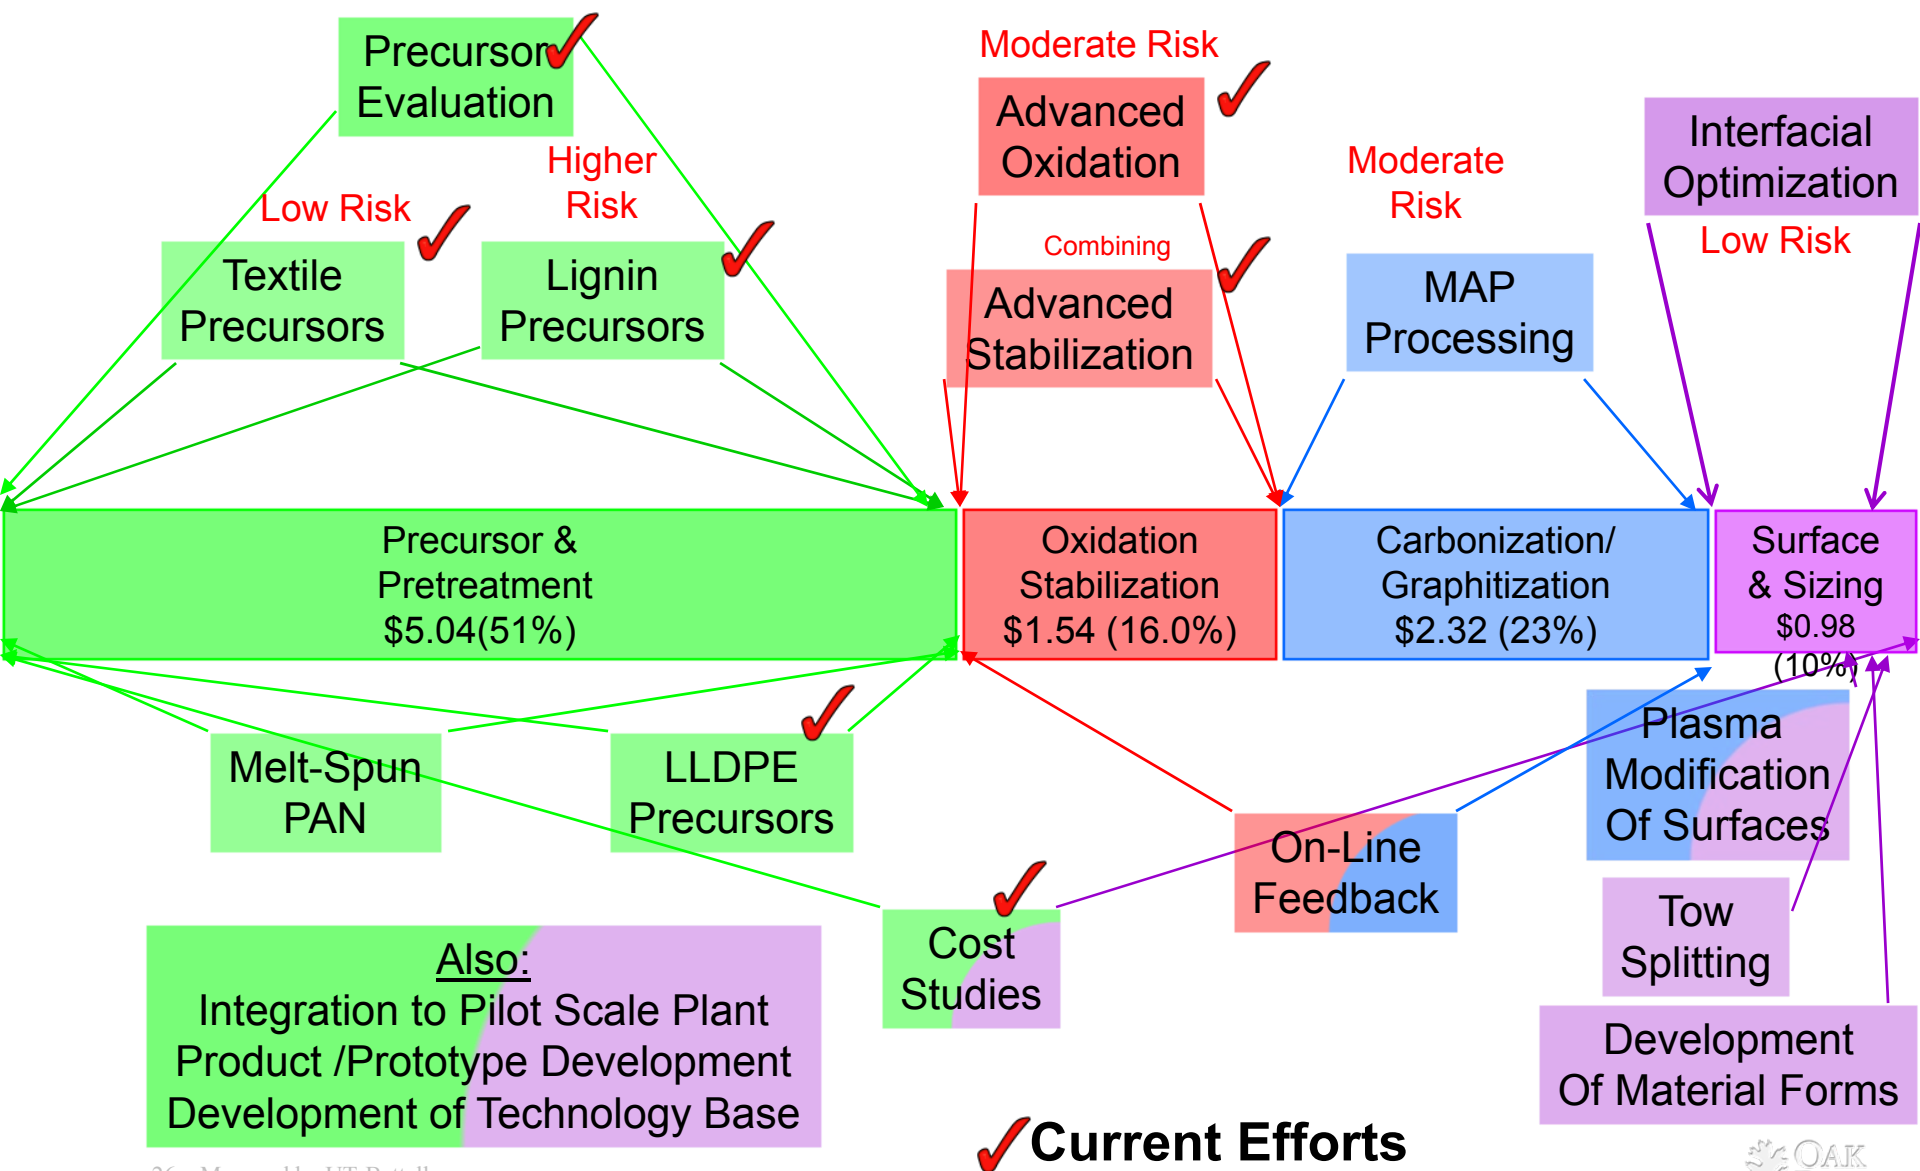 Precursor
Evaluation
Moderate Risk
Advanced
Oxidation
Interfacial
Optimization
Low Risk
Higher
Risk
Moderate
Risk
Low Risk
Combining
Textile
Precursors
Lignin
Precursors
Advanced
Stabilization
MAP
Processing
Precursor &
Pretreatment
$5.04(51%)
Oxidation
Stabilization
$1.54 (16.0%)
Carbonization/
Graphitization
$2.32 (23%)
Surface
& Sizing
$0.98
(10%)
Melt-Spun
PAN
LLDPE
Precursors
Plasma
Modification
Of Surfaces
On-Line
Feedback
Cost
Studies
Tow
Splitting
Also:
Integration to Pilot Scale Plant
Product /Prototype Development
Development of Technology Base
Development
Of Material Forms
Current Efforts
OAK